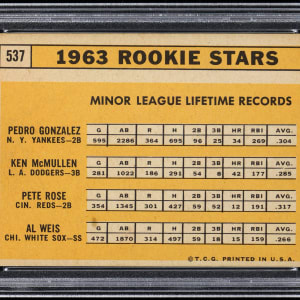 537 1963 ROOKIE STARS
MINOR LEAGUE LIFETIME RECORDS
PEDRO GONZALEZ G AB R H 2B 3B HR RBI AVG.
N. Y. YANKEES—2B 595 2286 364 695 96 25 34 269 .304
KEN McMULLEN G AB R H 2B 3B HR RBI AVG.
L. A. DODGERS—3B 281 1022 186 291 54 8 42 177 .285
PETE ROSE G AB R H 2B 3B HR RBI AVG.
CIN. REDS—2B 354 1345 301 427 59 52 12 191 .317
AL WEIS G AB R H 2B 3B HR RBI AVG.
CHI. WHITE SOX—SS 472 1870 314 497 58 18 15 159 .266
© T.C.G. PRINTED IN U.S.A.